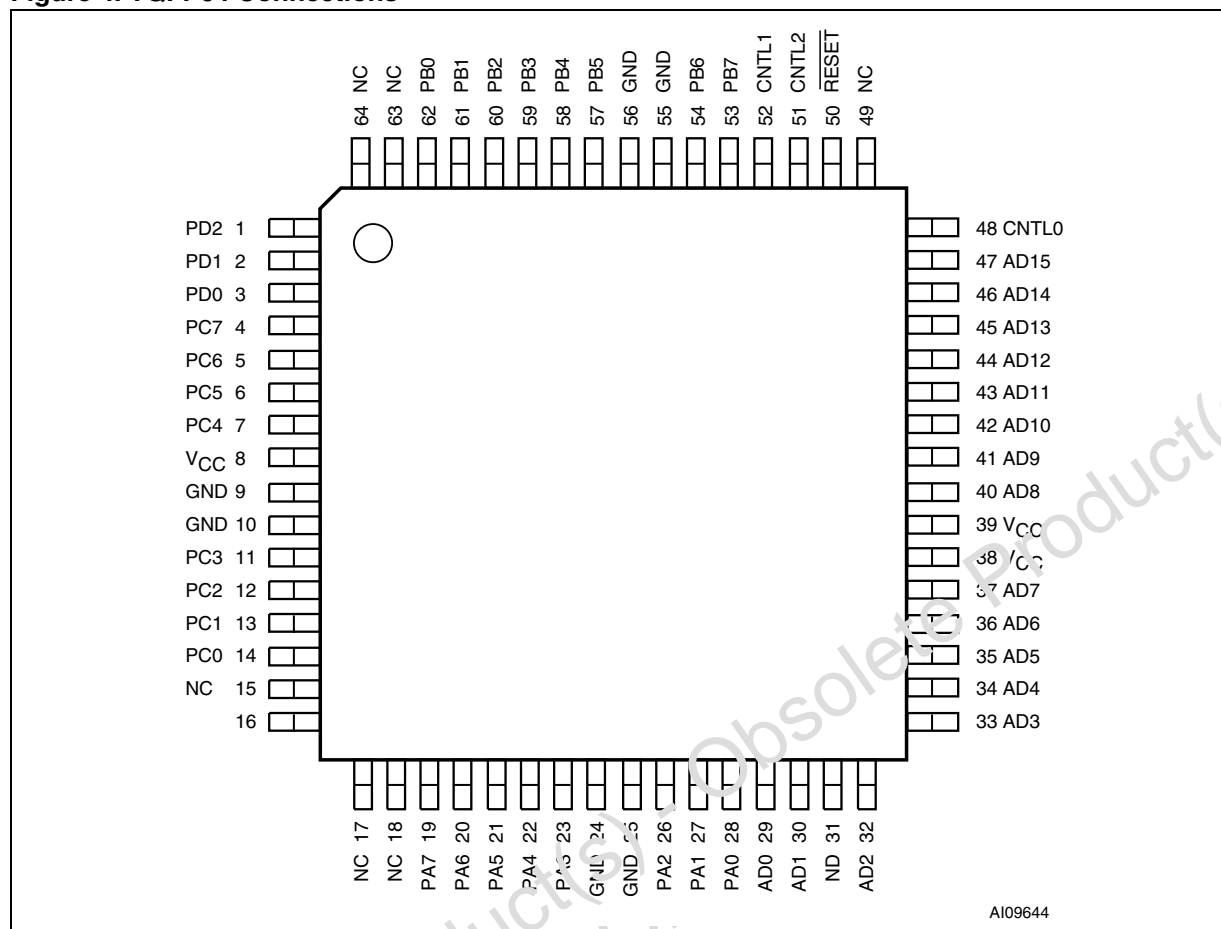 64 NC
63 NC
62 PB0
61 PB1
60 PB2
59 PB3
58 PB4
57 PB5
56 GND
55 GND
54 PB6
53 PB7
52 CNTL1
51 CNTL2
50 RESET
49 NC
PD2 1
PD1 2
PD0 3
PC7 4
PC6 5
PC5 6
PC4 7
VCC 8
GND 9
GND 10
PC3 11
PC2 12
PC1 13
PC0 14
NC 15
16
48 CNTL0
47 AD15
46 AD14
45 AD13
44 AD12
43 AD11
42 AD10
41 AD9
40 AD8
39 VCC
38 VCC
37 AD7
36 AD6
35 AD5
34 AD4
33 AD3
NC 17
NC 18
PA7 19
PA6 20
PA5 21
PA4 22
PA3 23
GND 24
GND 25
PA2 26
PA1 27
PA0 28
AD0 29
AD1 30
ND 31
AD2 32
AI09644
Product(s) - Obsolete Product(s